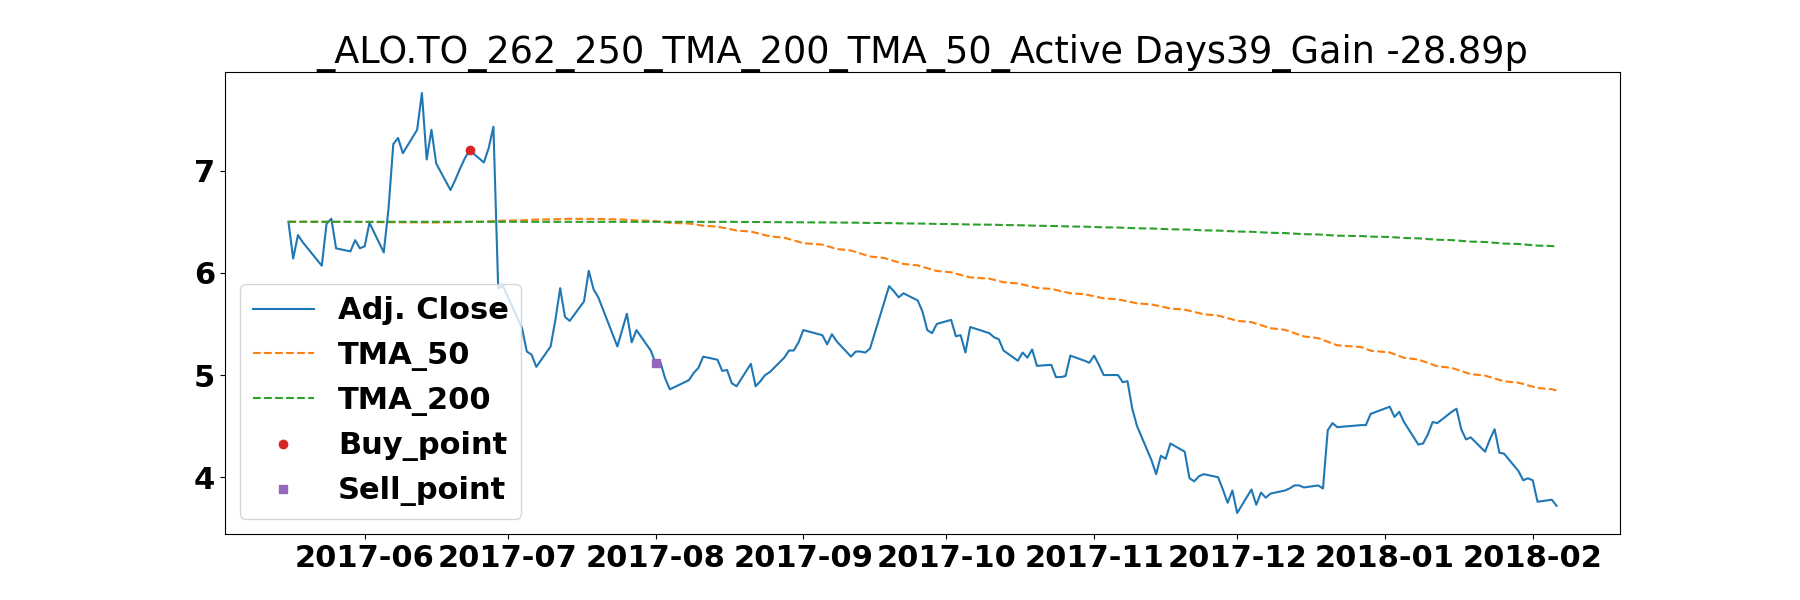 _ALO.TO_262_250_TMA_200_TMA_50_Active Days39_Gain -28.89p
7
6
5
4
Adj. Close
TMA_50
TMA_200
Buy_point
Sell_point
2017-06 2017-07 2017-08 2017-09 2017-10 2017-11 2017-12 2018-01 2018-02